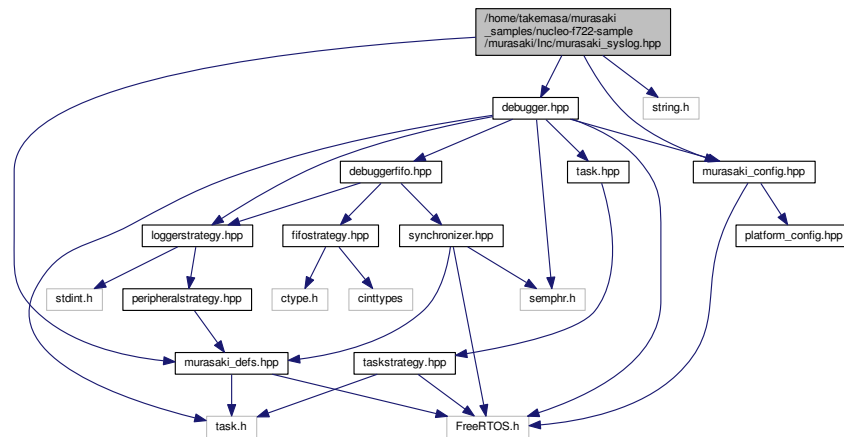 /home/takemasa/murasaki
_samples/nucleo-f722-sample
/murasaki/Inc/murasaki_syslog.hpp
debugger.hpp
string.h
debuggerfifo.hpp
task.hpp
murasaki_config.hpp
loggerstrategy.hpp
fifostrategy.hpp
synchronizer.hpp
platform_config.hpp
stdint.h
peripheralstrategy.hpp
ctype.h
cinttypes
semphr.h
murasaki_defs.hpp
taskstrategy.hpp
task.h
FreeRTOS.h